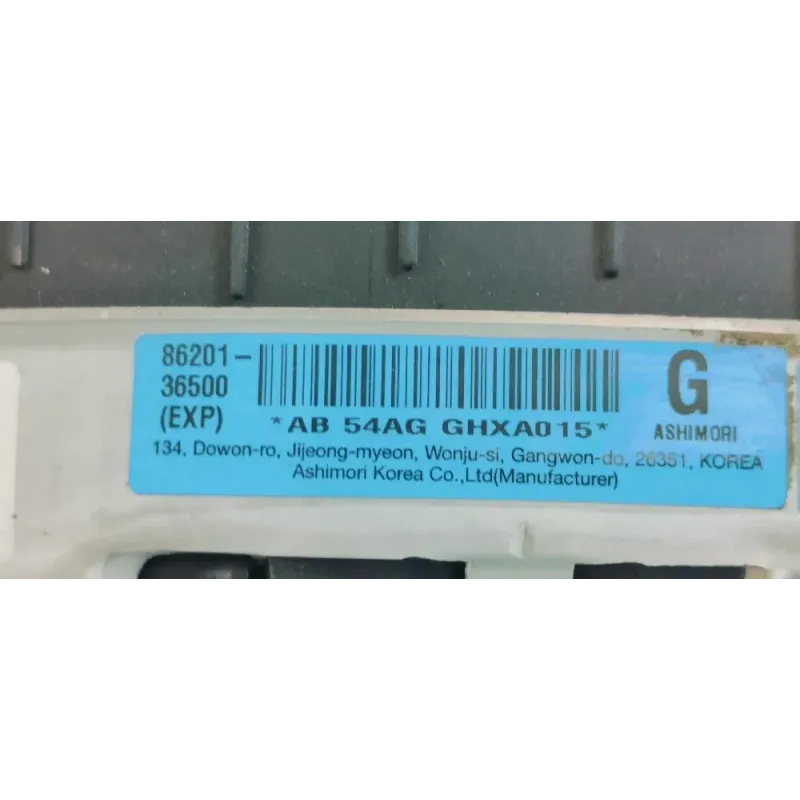 86201-
36500
(EXP)
*AB 54AG GHXA015*
G
ASHIMORI
134, Dowon-ro, Jijeong-myeon, Wonju-si, Gangwon-do, 26351, KOREA
Ashimori Korea Co.,Ltd(Manufacturer)